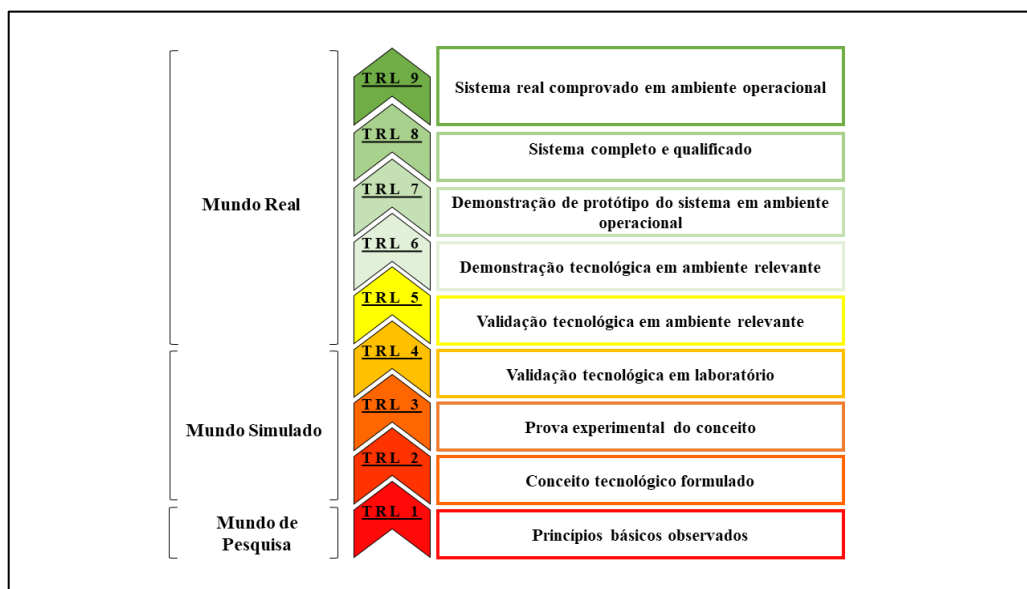 TRL 9
Sistema real comprovado em ambiente operacional
TRL 8
Sistema completo e qualificado
Mundo Real
TRL 7
Demonstração de protótipo do sistema em ambiente
operacional
TRL 6
Demonstração tecnológica em ambiente relevante
TRL 5
Validação tecnológica em ambiente relevante
TRL 4
Validação tecnológica em laboratório
Mundo Simulado
TRL 3
Prova experimental do conceito
TRL 2
Conceito tecnológico formulado
Mundo de
Pesquisa
TRL 1
Princípios básicos observados